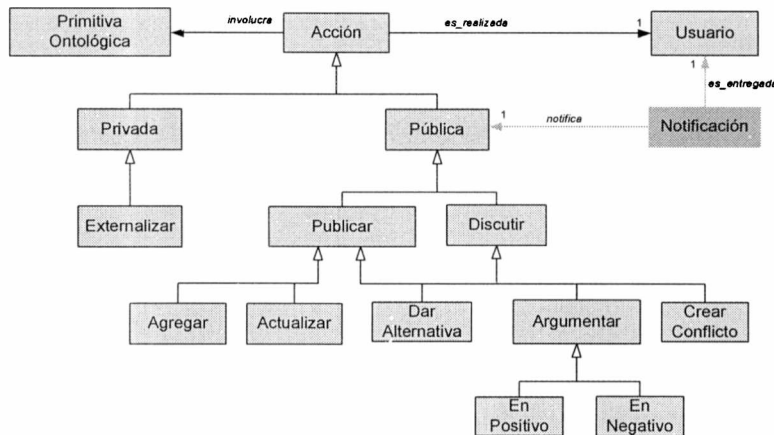 Primitiva
Ontológica
involucra
Acción
es_realizada
1
Usuario
1
es_entregada
Privada
Pública
1
notifica
Notificación
Externalizar
Publicar
Discutir
Agregar
Actualizar
Dar
Alternativa
Argumentar
Crear
Conflicto
En
Positivo
En
Negativo